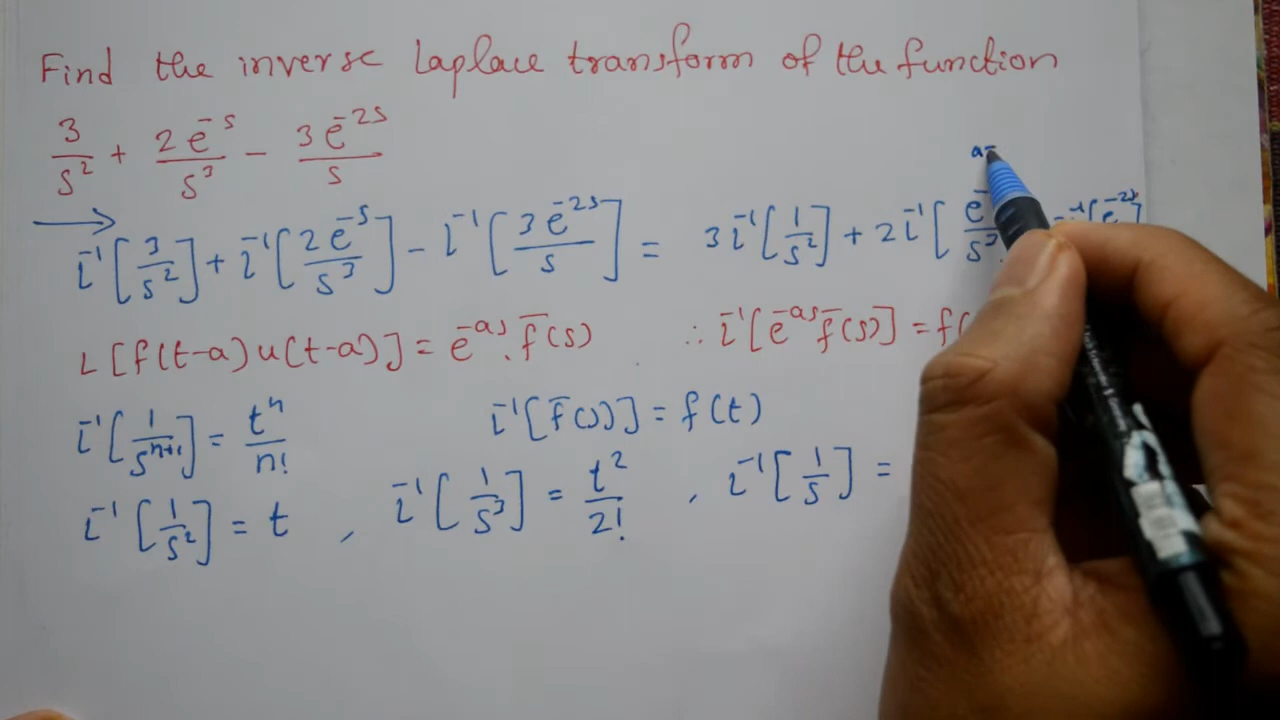 Find the inverse Laplace transform of the function
3/s² + 2e⁻ˢ/s³ − 3e⁻²ˢ/s
→ L⁻¹[3/s²] + L⁻¹[2e⁻ˢ/s³] − L⁻¹[3e⁻²ˢ/s] = 3L⁻¹[1/s²] + 2L⁻¹[e⁻
a=
L[f(t-a)u(t-a)] = e⁻ᵃˢ. f̄(s) ∴ L⁻¹[e⁻ᵃˢ f̄(s)] = f(
L⁻¹[1/sⁿ⁺¹] = tⁿ/n! L⁻¹[f̄(s)] = f(t)
L⁻¹[1/s²] = t , L⁻¹[1/s³] = t²/2! , L⁻¹[1/s] =